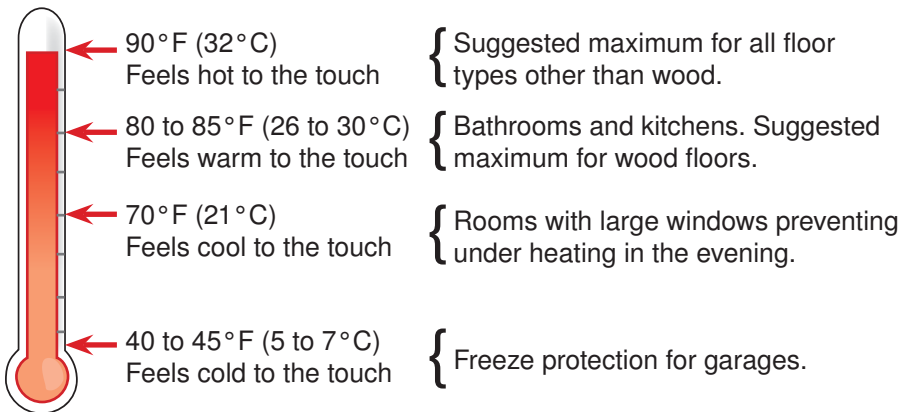 90°F (32°C)
Feels hot to the touch
{ Suggested maximum for all floor
types other than wood.
80 to 85°F (26 to 30°C)
Feels warm to the touch
{ Bathrooms and kitchens. Suggested
maximum for wood floors.
70°F (21°C)
Feels cool to the touch
{ Rooms with large windows preventing
under heating in the evening.
40 to 45°F (5 to 7°C)
Feels cold to the touch
{ Freeze protection for garages.